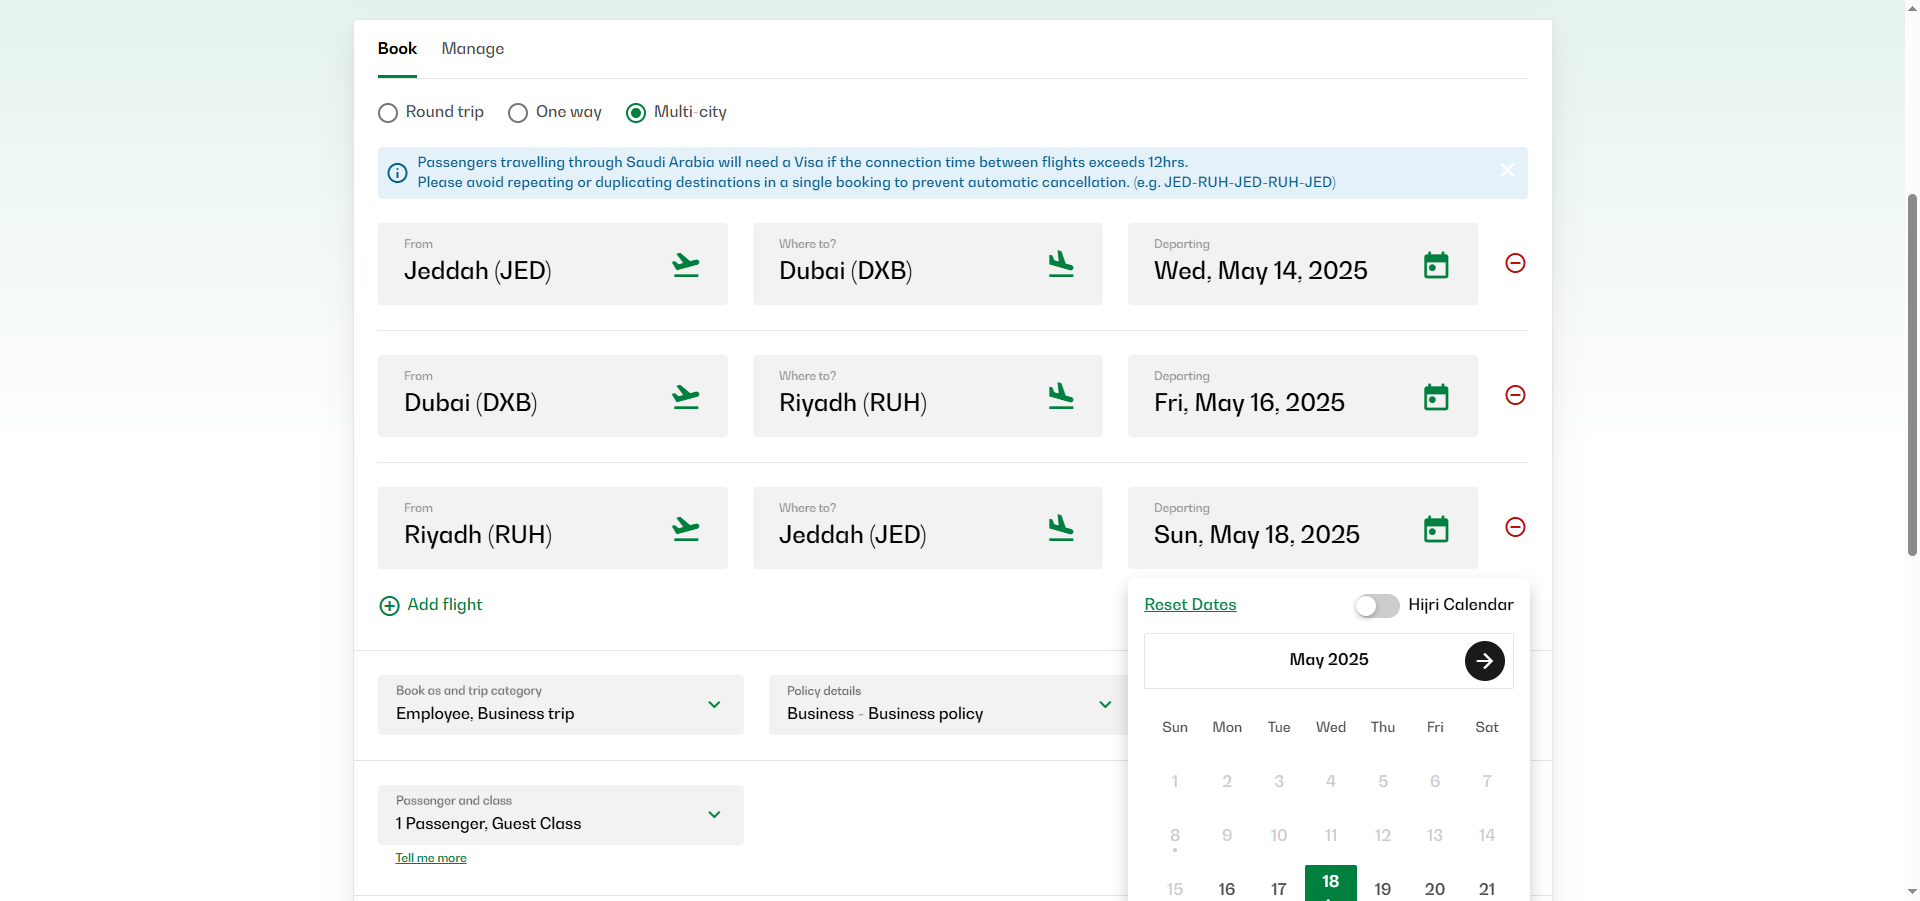 Book
Manage
Round trip
One way
Multi-city
Passengers travelling through Saudi Arabia will need a Visa if the connection time between flights exceeds 12hrs.
Please avoid repeating or duplicating destinations in a single booking to prevent automatic cancellation. (e.g. JED-RUH-JED-RUH-JED)
From
Jeddah (JED)
Where to?
Dubai (DXB)
Departing
Wed, May 14, 2025
From
Dubai (DXB)
Where to?
Riyadh (RUH)
Departing
Fri, May 16, 2025
From
Riyadh (RUH)
Where to?
Jeddah (JED)
Departing
Sun, May 18, 2025
Add flight
Reset Dates
Hijri Calendar
May 2025
Sun Mon Tue Wed Thu Fri Sat
1 2 3 4 5 6 7
8 9 10 11 12 13 14
15 16 17 18 19 20 21
Book as and trip category
Employee, Business trip
Policy details
Business - Business policy
Passenger and class
1 Passenger, Guest Class
Tell me more